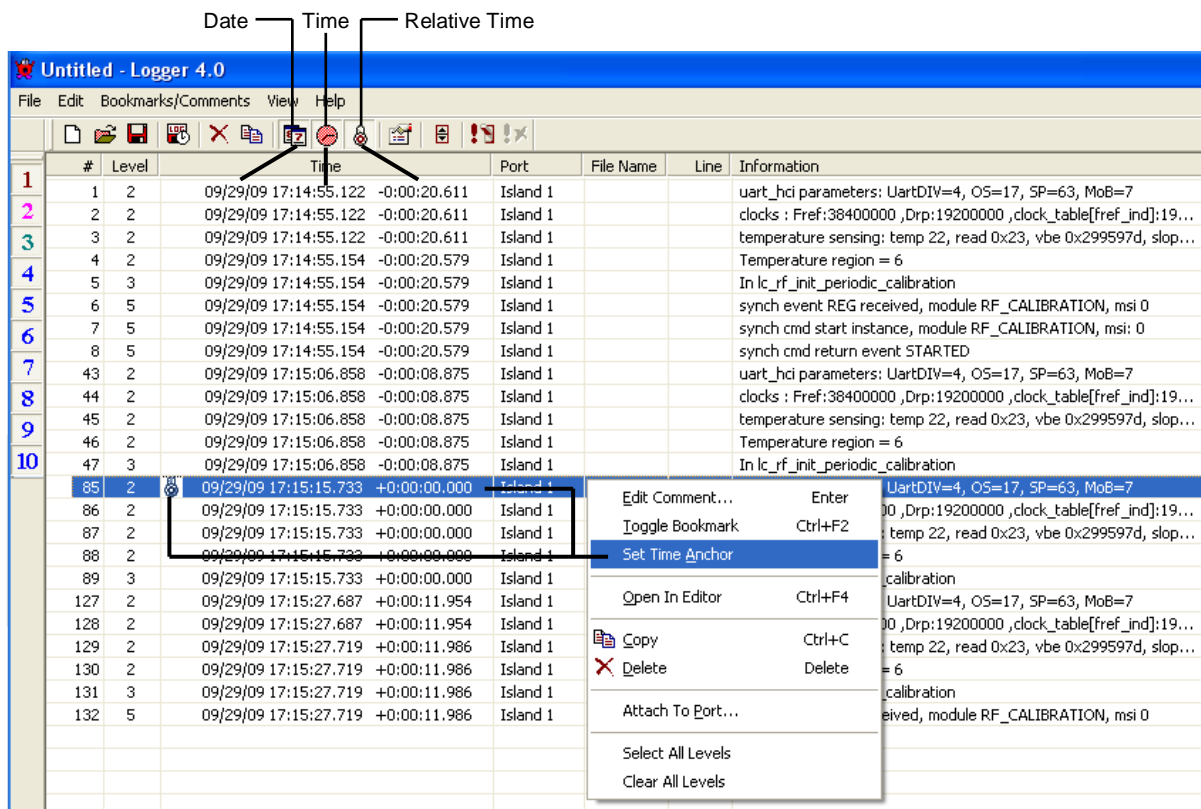 Date Time Relative Time
Untitled - Logger 4.0
File Edit Bookmarks/Comments View Help
# Level Time Port File Name Line Information
1 2 09/29/09 17:14:55.122 -0:00:20.611 Island 1 uart_hci parameters: UartDIV=4, OS=17, SP=63, MoB=7
2 2 09/29/09 17:14:55.122 -0:00:20.611 Island 1 clocks : Fref:38400000 ,Drp:19200000 ,clock_table[fref_ind]:19...
3 2 09/29/09 17:14:55.122 -0:00:20.611 Island 1 temperature sensing: temp 22, read 0x23, vbe 0x299597d, slop...
4 2 09/29/09 17:14:55.154 -0:00:20.579 Island 1 Temperature region = 6
5 3 09/29/09 17:14:55.154 -0:00:20.579 Island 1 In lc_rf_init_periodic_calibration
6 5 09/29/09 17:14:55.154 -0:00:20.579 Island 1 synch event REG received, module RF_CALIBRATION, msi 0
7 5 09/29/09 17:14:55.154 -0:00:20.579 Island 1 synch cmd start instance, module RF_CALIBRATION, msi: 0
8 5 09/29/09 17:14:55.154 -0:00:20.579 Island 1 synch cmd return event STARTED
43 2 09/29/09 17:15:06.858 -0:00:08.875 Island 1 uart_hci parameters: UartDIV=4, OS=17, SP=63, MoB=7
44 2 09/29/09 17:15:06.858 -0:00:08.875 Island 1 clocks : Fref:38400000 ,Drp:19200000 ,clock_table[fref_ind]:19...
45 2 09/29/09 17:15:06.858 -0:00:08.875 Island 1 temperature sensing: temp 22, read 0x23, vbe 0x299597d, slop...
46 2 09/29/09 17:15:06.858 -0:00:08.875 Island 1 Temperature region = 6
47 3 09/29/09 17:15:06.858 -0:00:08.875 Island 1 In lc_rf_init_periodic_calibration
85 2 09/29/09 17:15:15.733 +0:00:00.000 Island 1 UartDIV=4, OS=17, SP=63, MoB=7
86 2 09/29/09 17:15:15.733 +0:00:00.000 Island 1 00 ,Drp:19200000 ,clock_table[fref_ind]:19...
87 2 09/29/09 17:15:15.733 +0:00:00.000 Island 1 : temp 22, read 0x23, vbe 0x299597d, slop...
88 2 09/29/09 17:15:15.733 +0:00:00.000 Island 1 = 6
89 3 09/29/09 17:15:15.733 +0:00:00.000 Island 1 _calibration
127 2 09/29/09 17:15:27.687 +0:00:11.954 Island 1 UartDIV=4, OS=17, SP=63, MoB=7
128 2 09/29/09 17:15:27.687 +0:00:11.954 Island 1 00 ,Drp:19200000 ,clock_table[fref_ind]:19...
129 2 09/29/09 17:15:27.719 +0:00:11.986 Island 1 : temp 22, read 0x23, vbe 0x299597d, slop...
130 2 09/29/09 17:15:27.719 +0:00:11.986 Island 1 = 6
131 3 09/29/09 17:15:27.719 +0:00:11.986 Island 1 _calibration
132 5 09/29/09 17:15:27.719 +0:00:11.986 Island 1 eived, module RF_CALIBRATION, msi 0
1
2
3
4
5
6
7
8
9
10
Edit Comment... Enter
Toggle Bookmark Ctrl+F2
Set Time Anchor
Open In Editor Ctrl+F4
Copy Ctrl+C
Delete Delete
Attach To Port...
Select All Levels
Clear All Levels